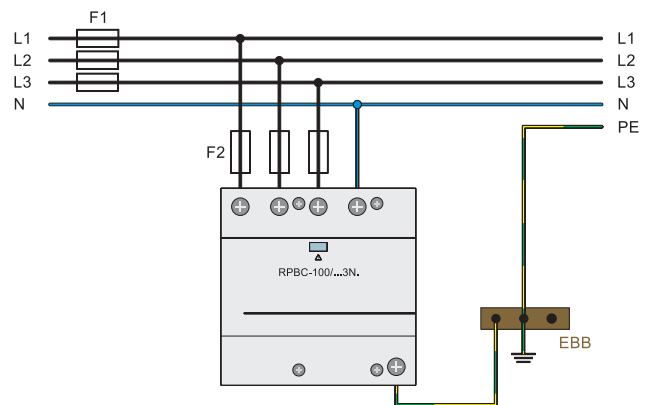 F1
L1 L1
L2 L2
L3 L3
N N
PE
F2
RPBC-100/...3N.
EBB